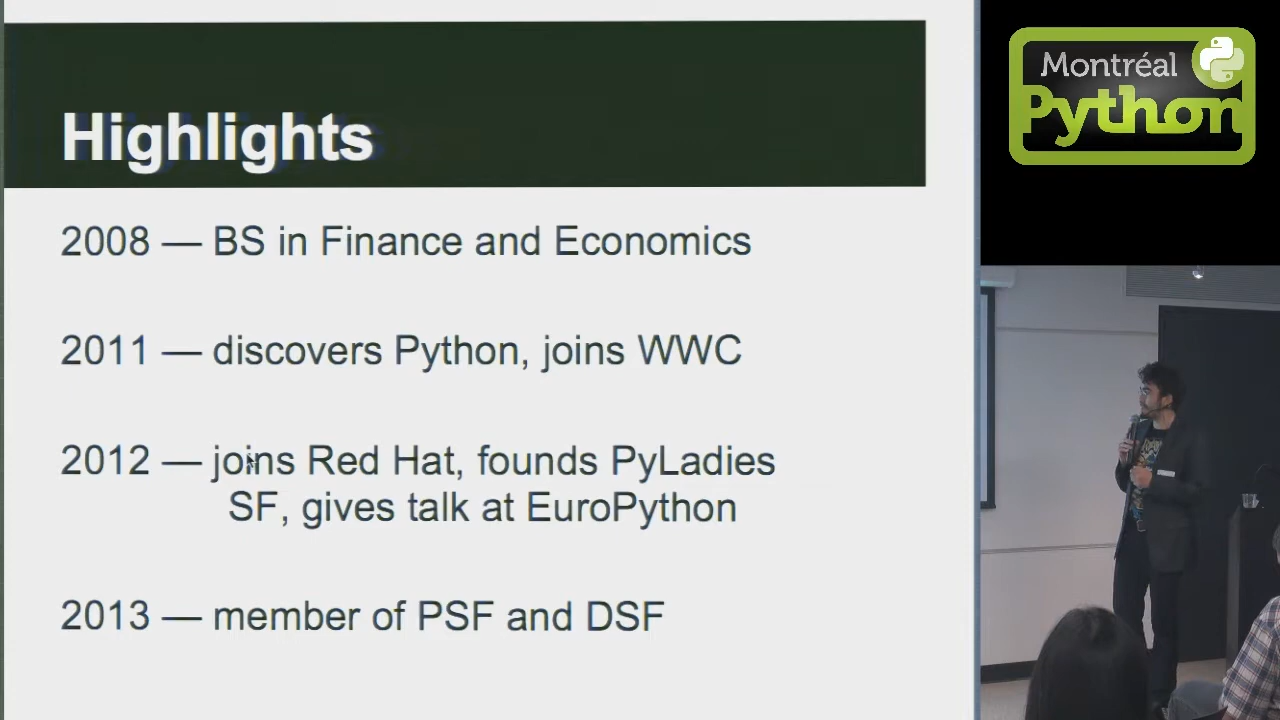 Highlights
2008 — BS in Finance and Economics
2011 — discovers Python, joins WWC
2012 — joins Red Hat, founds PyLadies
SF, gives talk at EuroPython
2013 — member of PSF and DSF
Montréal
Python